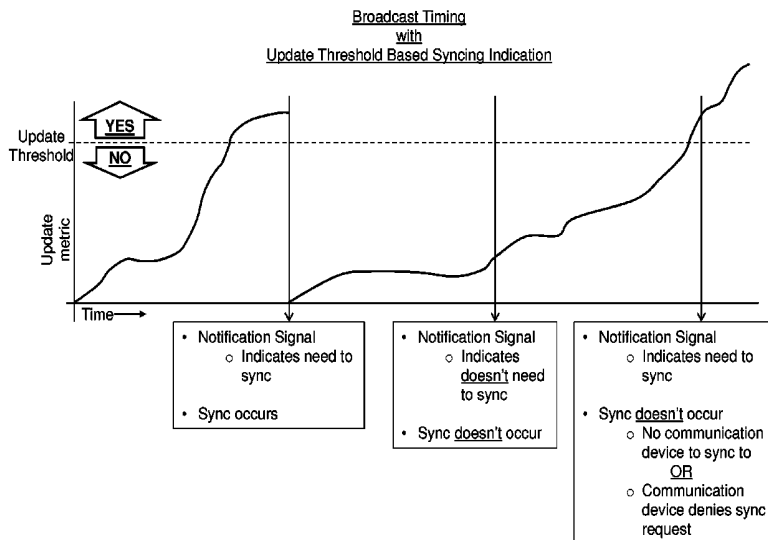 Broadcast Timing
with
Update Threshold Based Syncing Indication
YES
Update
Threshold
NO
Update
metric
Time
• Notification Signal
o Indicates need to
sync
• Sync occurs
• Notification Signal
o Indicates
doesn't need
to sync
• Sync doesn't occur
• Notification Signal
o Indicates need to
sync
• Sync doesn't occur
o No communication
device to sync to
OR
o Communication
device denies sync
request